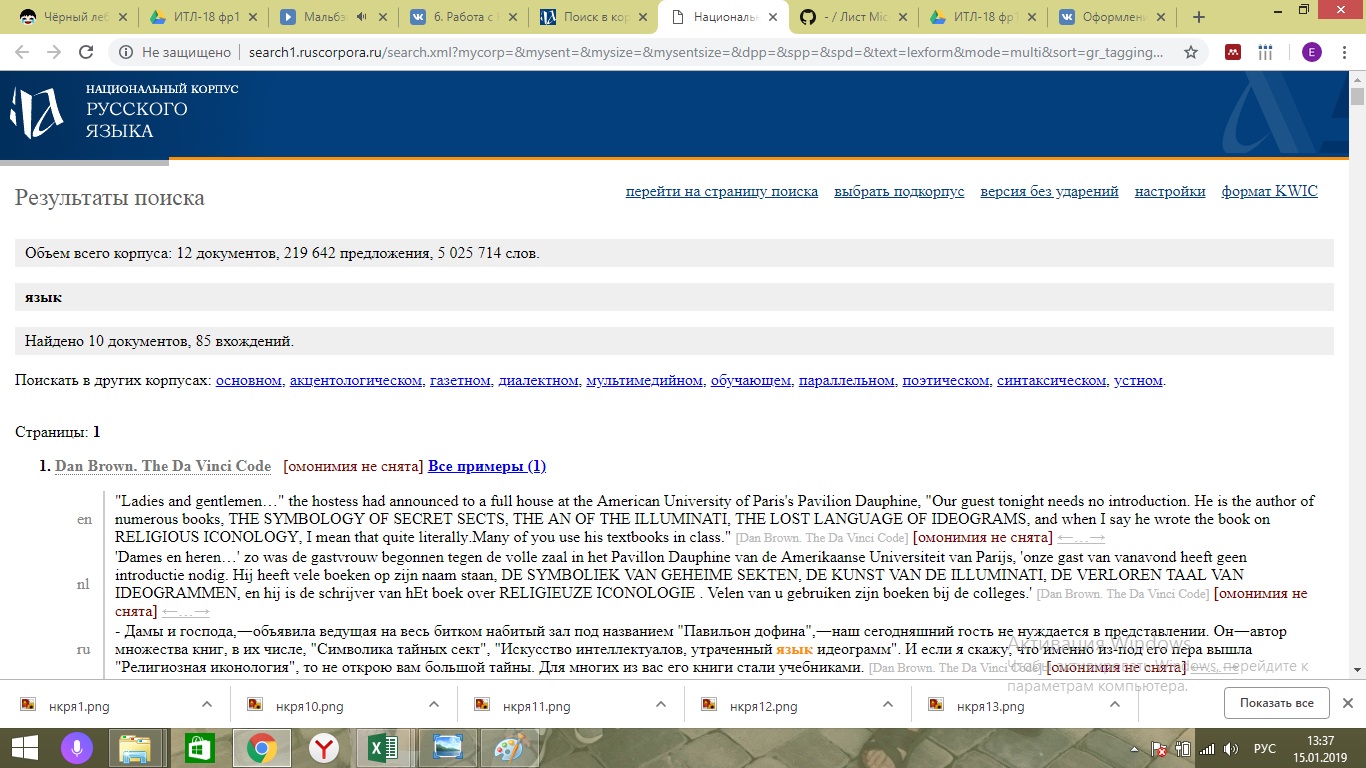 Чёрный леб
ИТЛ-18 фр1
Мальбэ
6. Работа с
Поиск в кор
Националь
- / Лист Mic
ИТЛ-18 фр
Оформлен
Не защищено
search1.ruscorpora.ru/search.xml?mycorp=&mysent=&mysize=&mysentsize=&dpp=&spp=&spd=&text=lexform&mode=multi&sort=gr_tagging...
E
НАЦИОНАЛЬНЫЙ КОРПУС
РУССКОГО
ЯЗЫКА
Результаты поиска
перейти на страницу поиска выбрать подкорпус версия без ударений настройки формат KWIC
Объем всего корпуса: 12 документов, 219 642 предложения, 5 025 714 слов.
язык
Найдено 10 документов, 85 вхождений.
Поискать в других корпусах: основном, акцентологическом, газетном, диалектном, мультимедийном, обучающем, параллельном, поэтическом, синтаксическом, устном.
Страницы: 1
1. Dan Brown. The Da Vinci Code [омонимия не снята] Все примеры (1)
en
"Ladies and gentlemen…" the hostess had announced to a full house at the American University of Paris's Pavilion Dauphine, "Our guest tonight needs no introduction. He is the author of
numerous books, THE SYMBOLOGY OF SECRET SECTS, THE AN OF THE ILLUMINATI, THE LOST LANGUAGE OF IDEOGRAMS, and when I say he wrote the book on
RELIGIOUS ICONOLOGY, I mean that quite literally.Many of you use his textbooks in class." [Dan Brown. The Da Vinci Code] [омонимия не снята] ←…→
nl
'Dames en heren…' zo was de gastvrouw begonnen tegen de volle zaal in het Pavillon Dauphine van de Amerikaanse Universiteit van Parijs, 'onze gast van vanavond heeft geen
introductie nodig. Hij heeft vele boeken op zijn naam staan, DE SYMBOLIEK VAN GEHEIME SEKTEN, DE KUNST VAN DE ILLUMINATI, DE VERLOREN TAAL VAN
IDEOGRAMMEN, en hij is de schrijver van hEt boek over RELIGIEUZE ICONOLOGIE . Velen van u gebruiken zijn boeken bij de colleges.' [Dan Brown. The Da Vinci Code] [омонимия не
снята] ←…→
ru
- Дамы и господа,—объявила ведущая на весь битком набитый зал под названием "Павильон дофина",—наш сегодняшний гость не нуждается в представлении. Он—автор
множества книг, в их числе, "Символика тайных сект", "Искусство интеллектуалов, утраченный язык идеограмм". И если я скажу, что именно из-под его пера вышла
"Религиозная иконология", то не открою вам большой тайны. Для многих из вас его книги стали учебниками. [Dan Brown. The Da Vinci Code] [омонимия не снята] ←…→
Активация Windows
Чтобы активировать Windows, перейдите к
параметрам компьютера.
нкря1.png
нкря10.png
нкря11.png
нкря12.png
нкря13.png
Показать все
РУС
13:37
15.01.2019